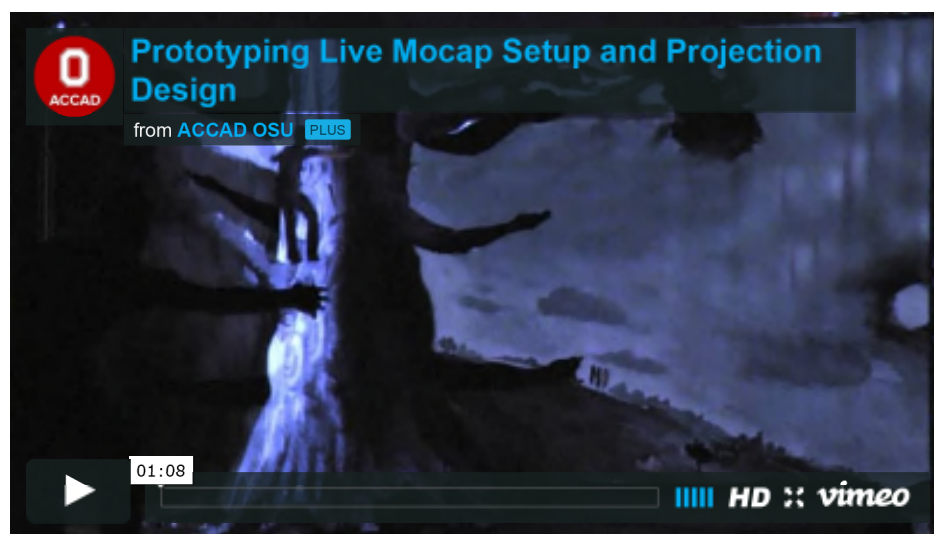 O
ACCAD
Prototyping Live Mocap Setup and Projection
Design
from ACCAD OSU PLUS
01:08
HD vimeo